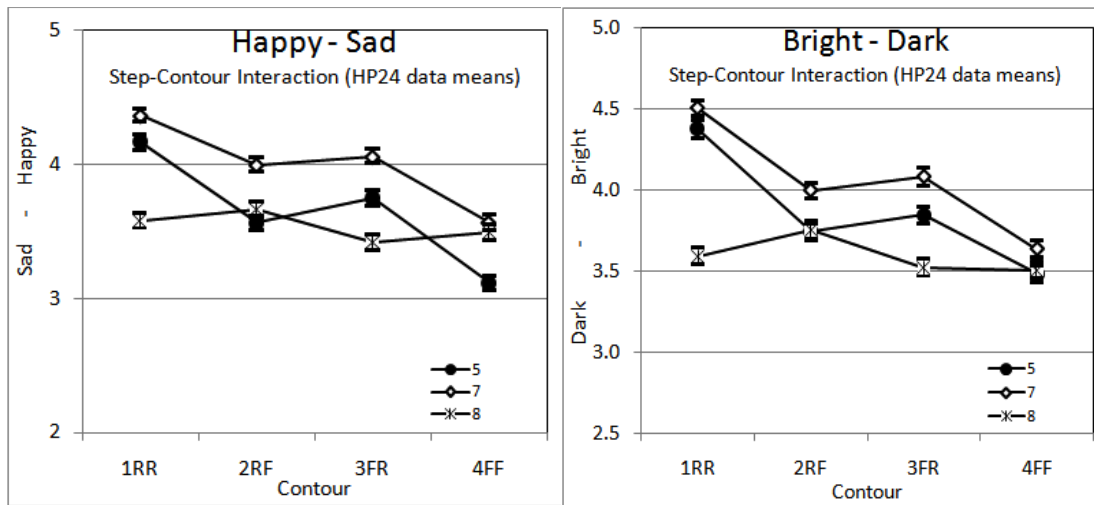 Happy - Sad
Step-Contour Interaction (HP24 data means)
5
4
3
2
Sad - Happy
5
7
8
1RR 2RF 3FR 4FF
Contour
Bright - Dark
Step-Contour Interaction (HP24 data means)
5.0
4.5
4.0
3.5
3.0
2.5
Dark - Bright
5
7
8
1RR 2RF 3FR 4FF
Contour